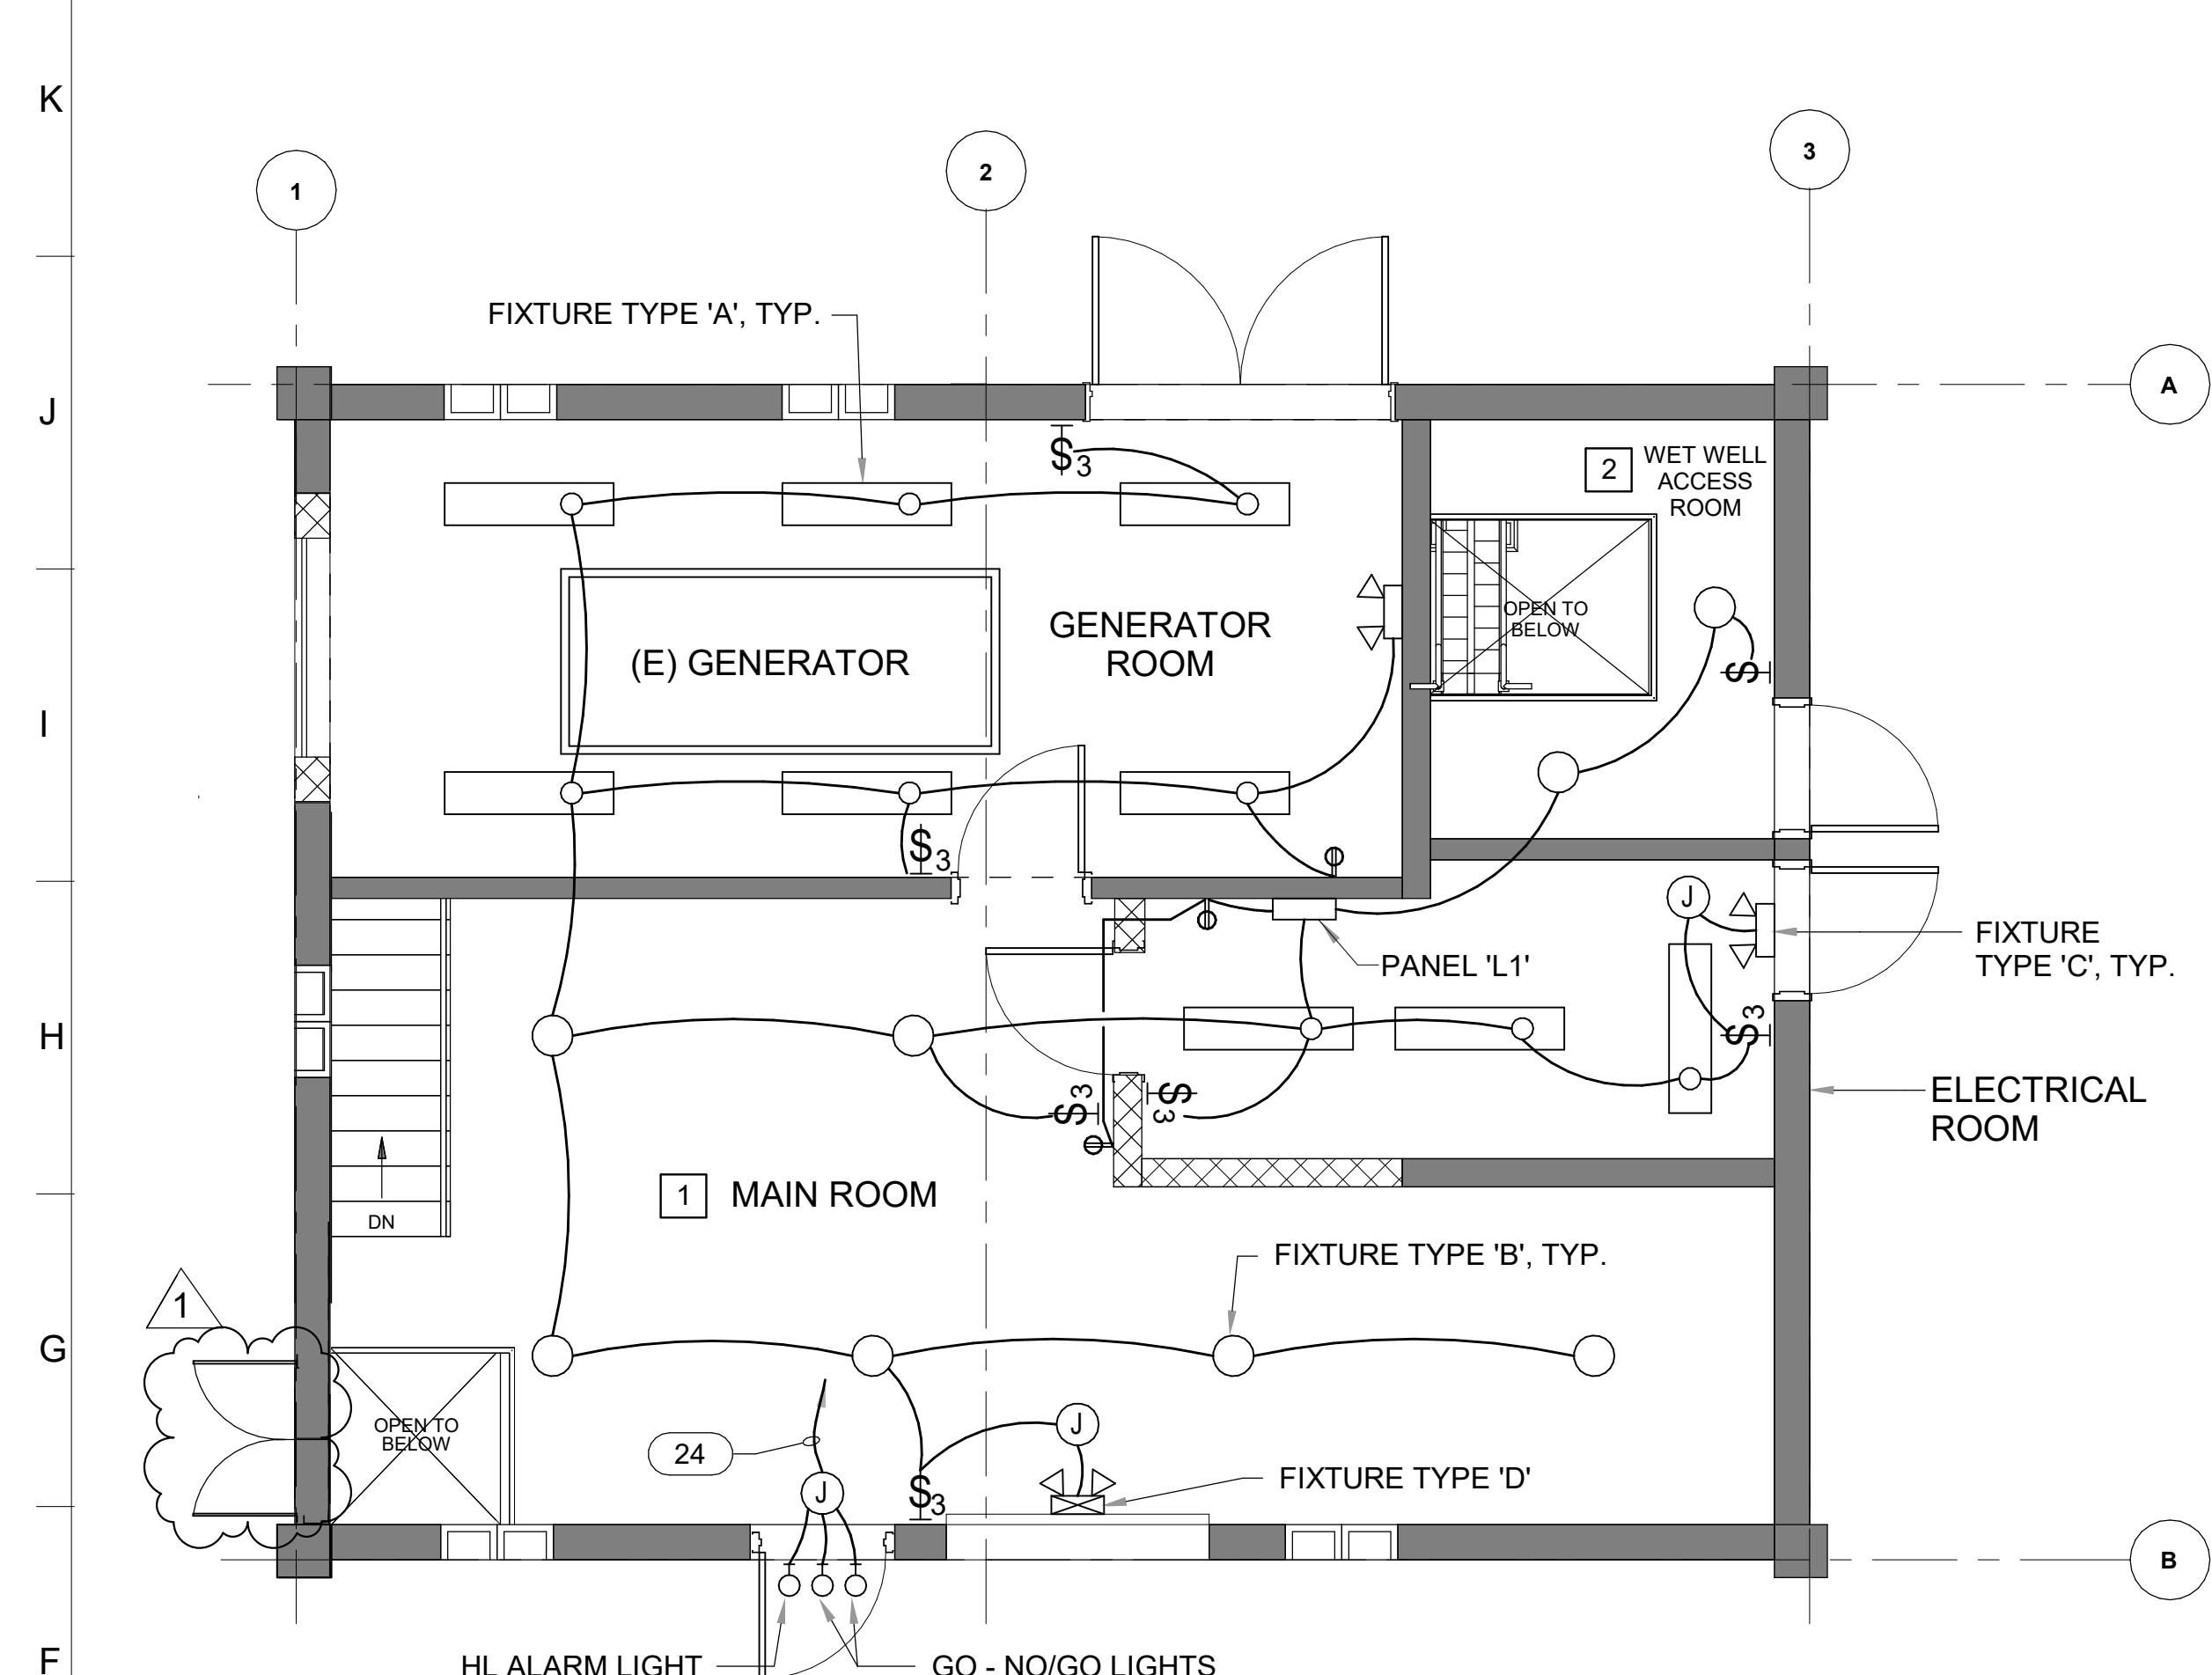 K
1
2
3
FIXTURE TYPE 'A', TYP.
A
J
$3
2
WET WELL
ACCESS
ROOM
OPEN TO
BELOW
GENERATOR
ROOM
(E) GENERATOR
$
I
$3
J
FIXTURE
TYPE 'C', TYP.
PANEL 'L1'
H
$3
$3
$3
ELECTRICAL
ROOM
1
MAIN ROOM
DN
FIXTURE TYPE 'B', TYP.
1
G
OPEN TO
BELOW
J
24
FIXTURE TYPE 'D'
J
$3
B
HL ALARM LIGHT
GO - NO/GO LIGHTS
F